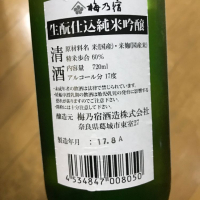 梅乃宿
生酛仕込純米吟醸
清酒
原材料名 米(国産)・米麹(国産米)
精米歩合 60%
内容量 720ml
アルコール分 17度
醸造元 梅乃宿酒造株式会社
奈良県葛城市東室27
製造年月 17.8A
4534847008050